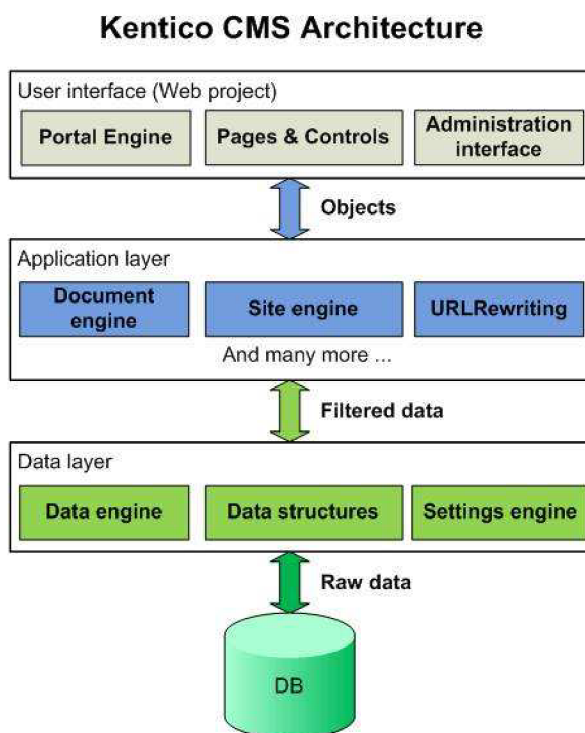 Kentico CMS Architecture
User interface (Web project)
Portal Engine
Pages & Controls
Administration
interface
Objects
Application layer
Document
engine
Site engine
URLRewriting
And many more ...
Filtered data
Data layer
Data engine
Data structures
Settings engine
Raw data
DB